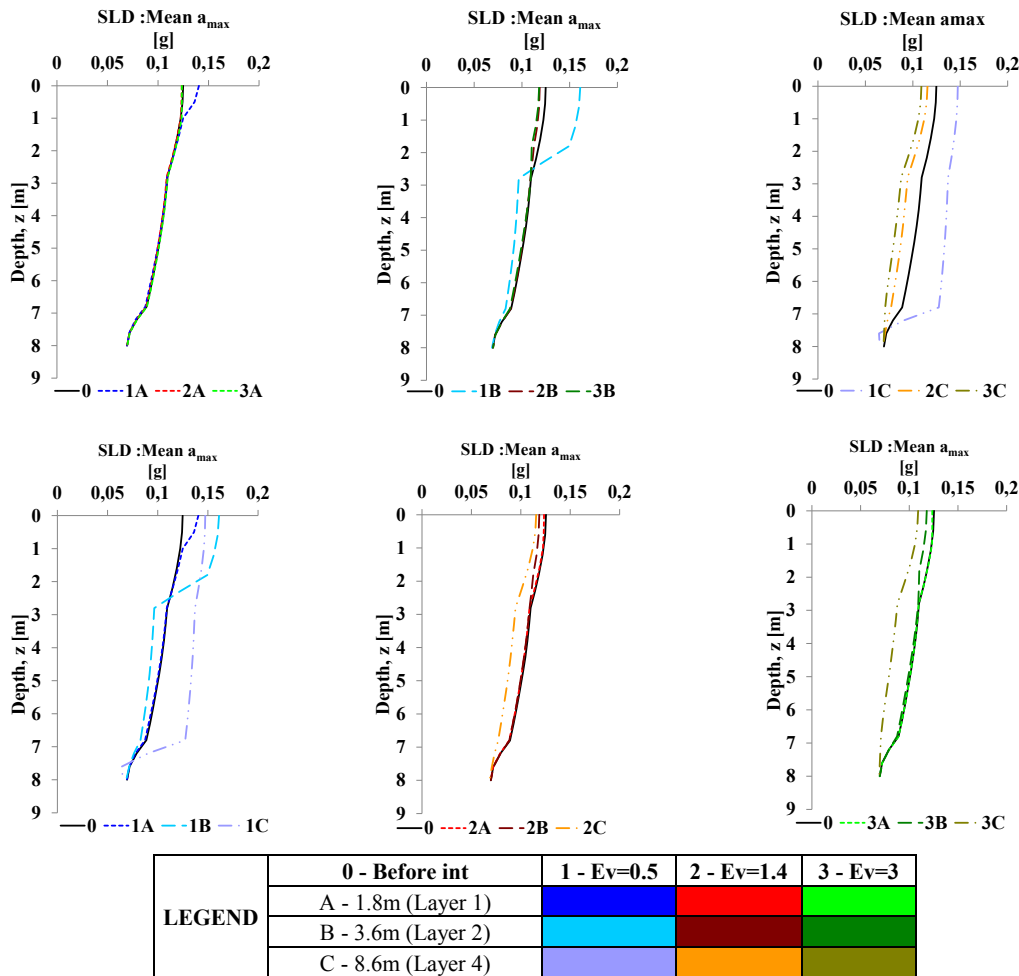 SLD :Mean amax
[g]
0 0,05 0,1 0,15 0,2
Depth, z [m]
0
1
2
3
4
5
6
7
8
9
0 1A 2A 3A
SLD :Mean amax
[g]
0 0,05 0,1 0,15 0,2
Depth, z [m]
0
1
2
3
4
5
6
7
8
9
0 1B 2B 3B
SLD :Mean amax
[g]
0 0,05 0,1 0,15 0,2
Depth, z [m]
0
1
2
3
4
5
6
7
8
9
0 1C 2C 3C
SLD :Mean amax
[g]
0 0,05 0,1 0,15 0,2
Depth, z [m]
0
1
2
3
4
5
6
7
8
9
0 1A 1B 1C
SLD :Mean amax
[g]
0 0,05 0,1 0,15 0,2
Depth, z [m]
0
1
2
3
4
5
6
7
8
9
0 2A 2B 2C
SLD :Mean amax
[g]
0 0,05 0,1 0,15 0,2
Depth, z [m]
0
1
2
3
4
5
6
7
8
9
0 3A 3B 3C
LEGEND
0 - Before int 1 - Ev=0.5 2 - Ev=1.4 3 - Ev=3
A - 1.8m (Layer 1)
B - 3.6m (Layer 2)
C - 8.6m (Layer 4)